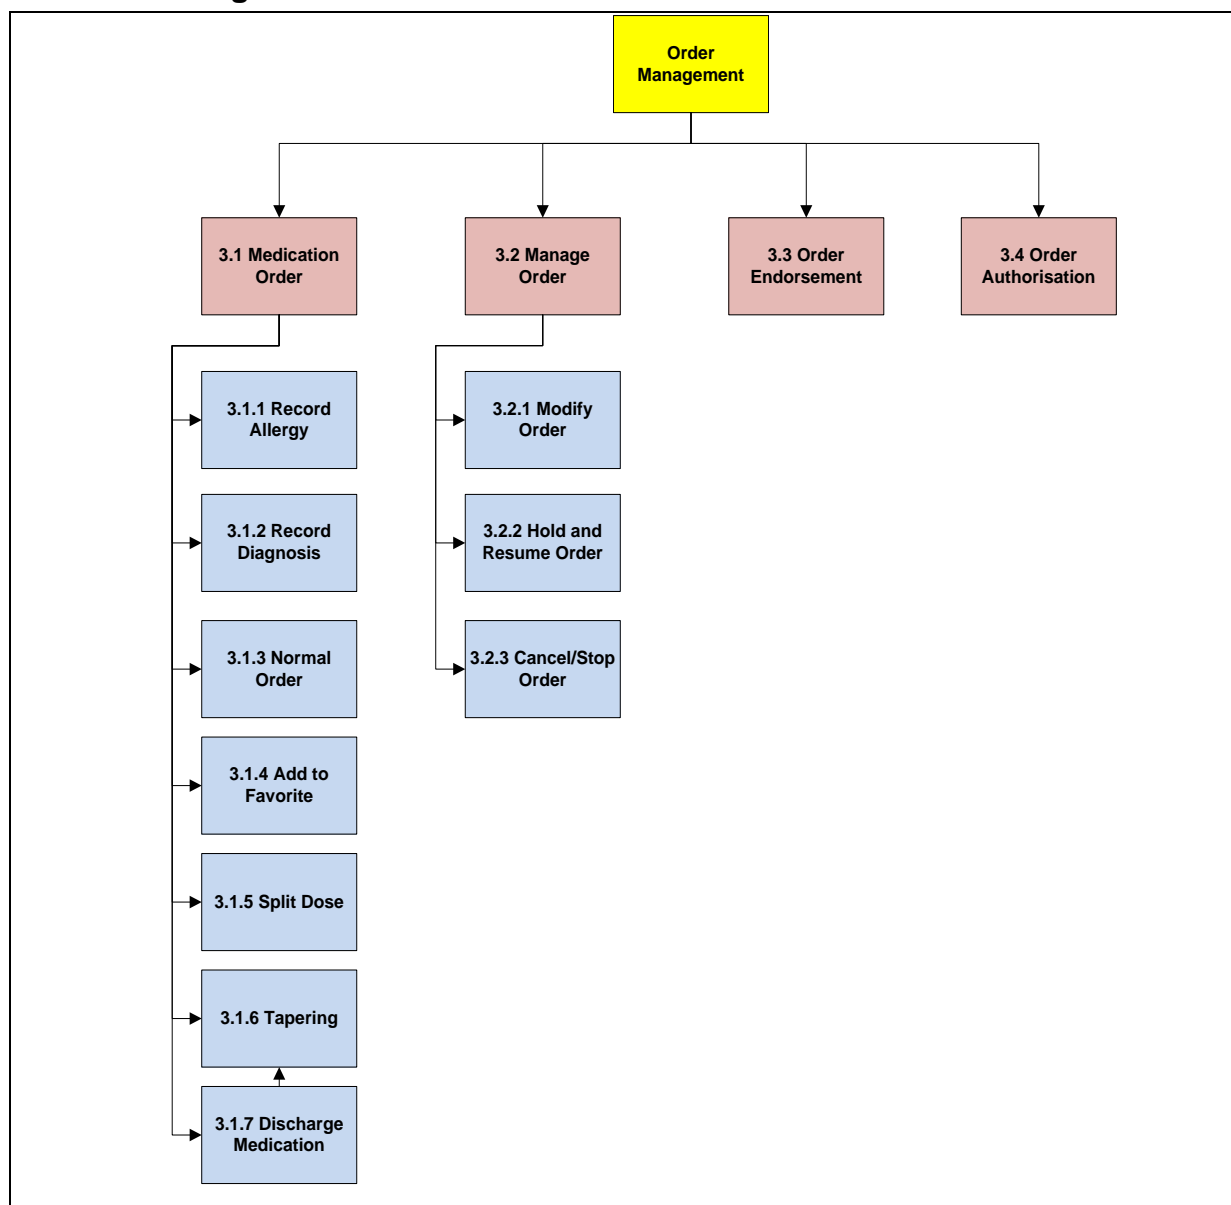 Order
Management
3.1 Medication
Order
3.2 Manage
Order
3.3 Order
Endorsement
3.4 Order
Authorisation
3.1.1 Record
Allergy
3.2.1 Modify
Order
3.1.2 Record
Diagnosis
3.2.2 Hold and
Resume Order
3.1.3 Normal
Order
3.2.3 Cancel/Stop
Order
3.1.4 Add to
Favorite
3.1.5 Split Dose
3.1.6 Tapering
3.1.7 Discharge
Medication